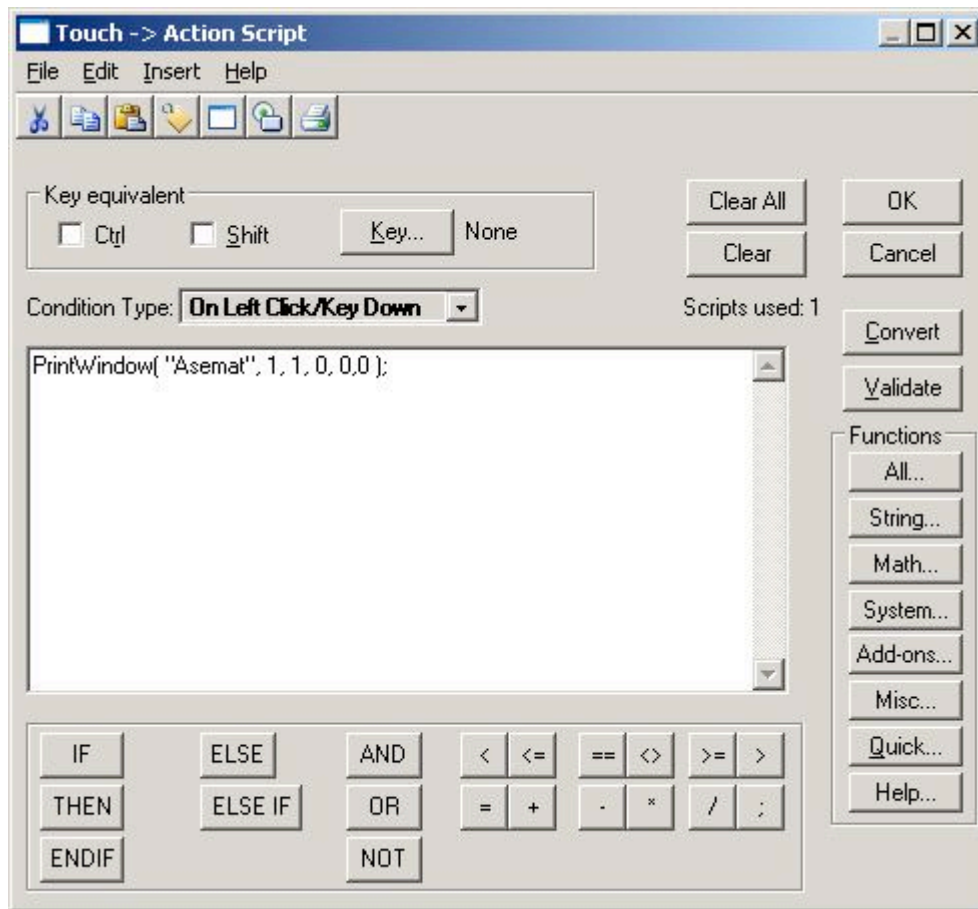 Touch -> Action Script
File Edit Insert Help
Key equivalent
Ctrl Shift Key... None
Clear All OK
Clear Cancel
Condition Type: On Left Click/Key Down Scripts used: 1
Convert
PrintWindow( "Asemat", 1, 1, 0, 0,0 );
Validate
Functions
All...
String...
Math...
System...
Add-ons...
Misc...
Quick...
Help...
IF ELSE AND < <= == <> >= >
THEN ELSE IF OR = + - * / ;
ENDIF NOT